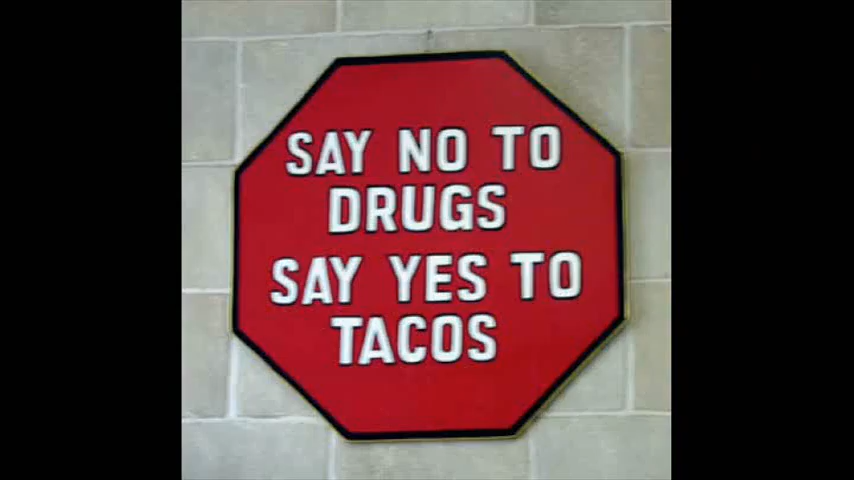 SAY NO TO
DRUGS
SAY YES TO
TACOS